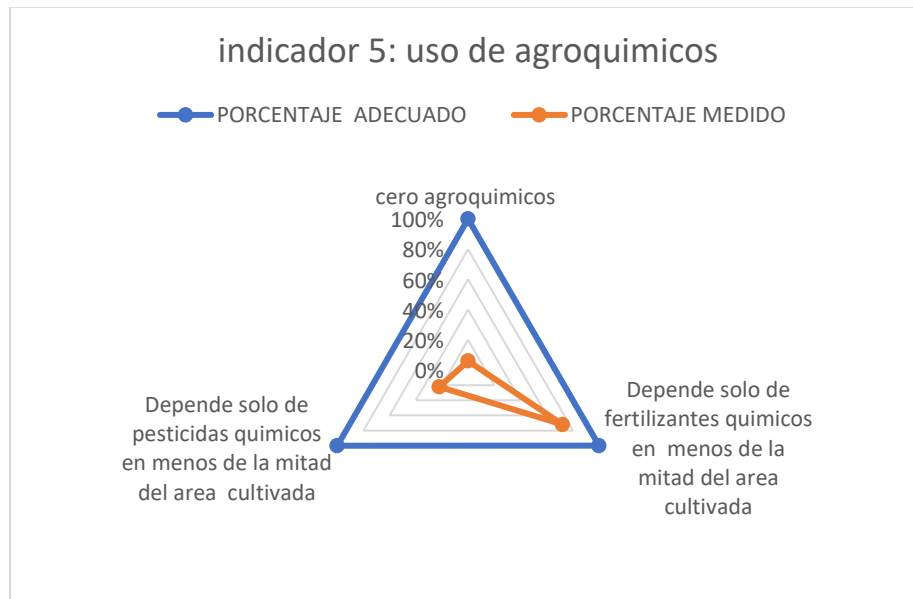 indicador 5: uso de agroquimicos
PORCENTAJE ADECUADO
PORCENTAJE MEDIDO
cero agroquimicos
100%
80%
60%
40%
20%
0%
Depende solo de
fertilizantes quimicos
en menos de la
mitad del area
cultivada
Depende solo de
pesticidas quimicos
en menos de la mitad
del area cultivada